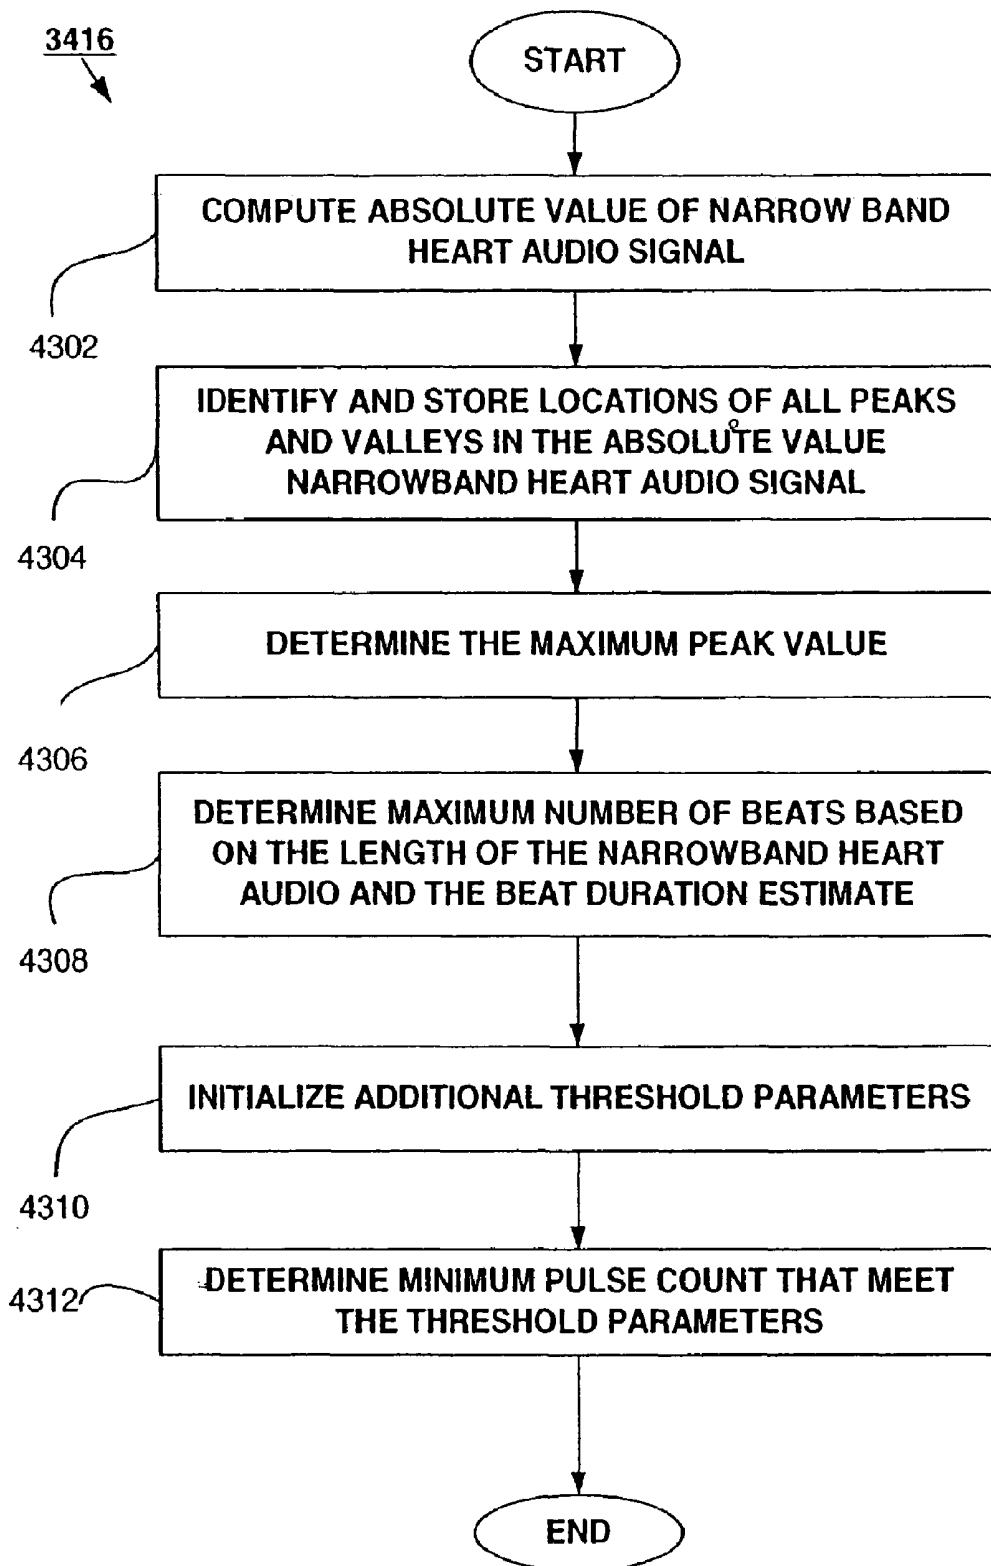 3416
START
COMPUTE ABSOLUTE VALUE OF NARROW BAND
HEART AUDIO SIGNAL
4302
IDENTIFY AND STORE LOCATIONS OF ALL PEAKS
AND VALLEYS IN THE ABSOLUTE VALUE
NARROWBAND HEART AUDIO SIGNAL
4304
DETERMINE THE MAXIMUM PEAK VALUE
4306
DETERMINE MAXIMUM NUMBER OF BEATS BASED
ON THE LENGTH OF THE NARROWBAND HEART
AUDIO AND THE BEAT DURATION ESTIMATE
4308
INITIALIZE ADDITIONAL THRESHOLD PARAMETERS
4310
DETERMINE MINIMUM PULSE COUNT THAT MEET
THE THRESHOLD PARAMETERS
4312
END